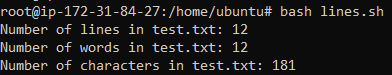 root@ip-172-31-84-27:/home/ubuntu# bash lines.sh
Number of lines in test.txt: 12
Number of words in test.txt: 12
Number of characters in test.txt: 181